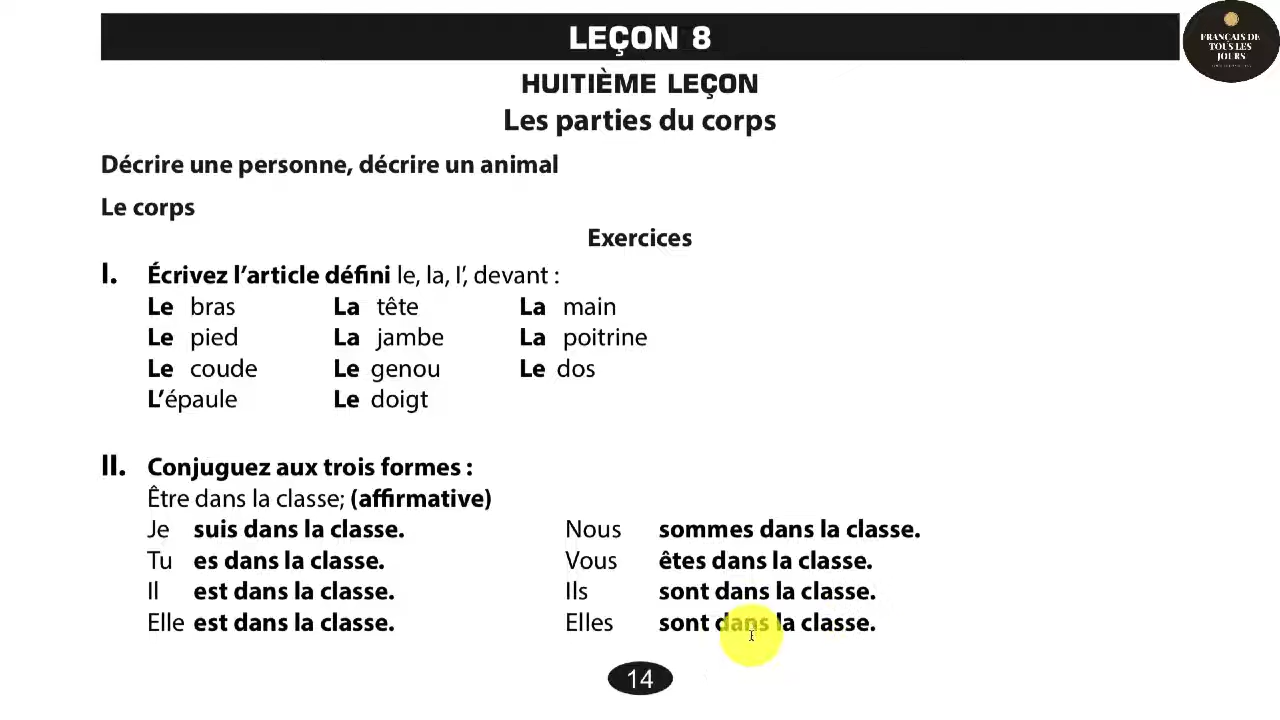 LEÇON 8
FRANÇAIS DE
TOUS LES
JOURS
HUITIÈME LEÇON
Les parties du corps
Décrire une personne, décrire un animal
Le corps
Exercices
I. Écrivez l’article défini le, la, l’, devant :
Le bras La tête La main
Le pied La jambe La poitrine
Le coude Le genou Le dos
L’épaule Le doigt
II. Conjuguez aux trois formes :
Être dans la classe; (affirmative)
Je suis dans la classe. Nous sommes dans la classe.
Tu es dans la classe. Vous êtes dans la classe.
Il est dans la classe. Ils sont dans la classe.
Elle est dans la classe. Elles sont dans la classe.
14